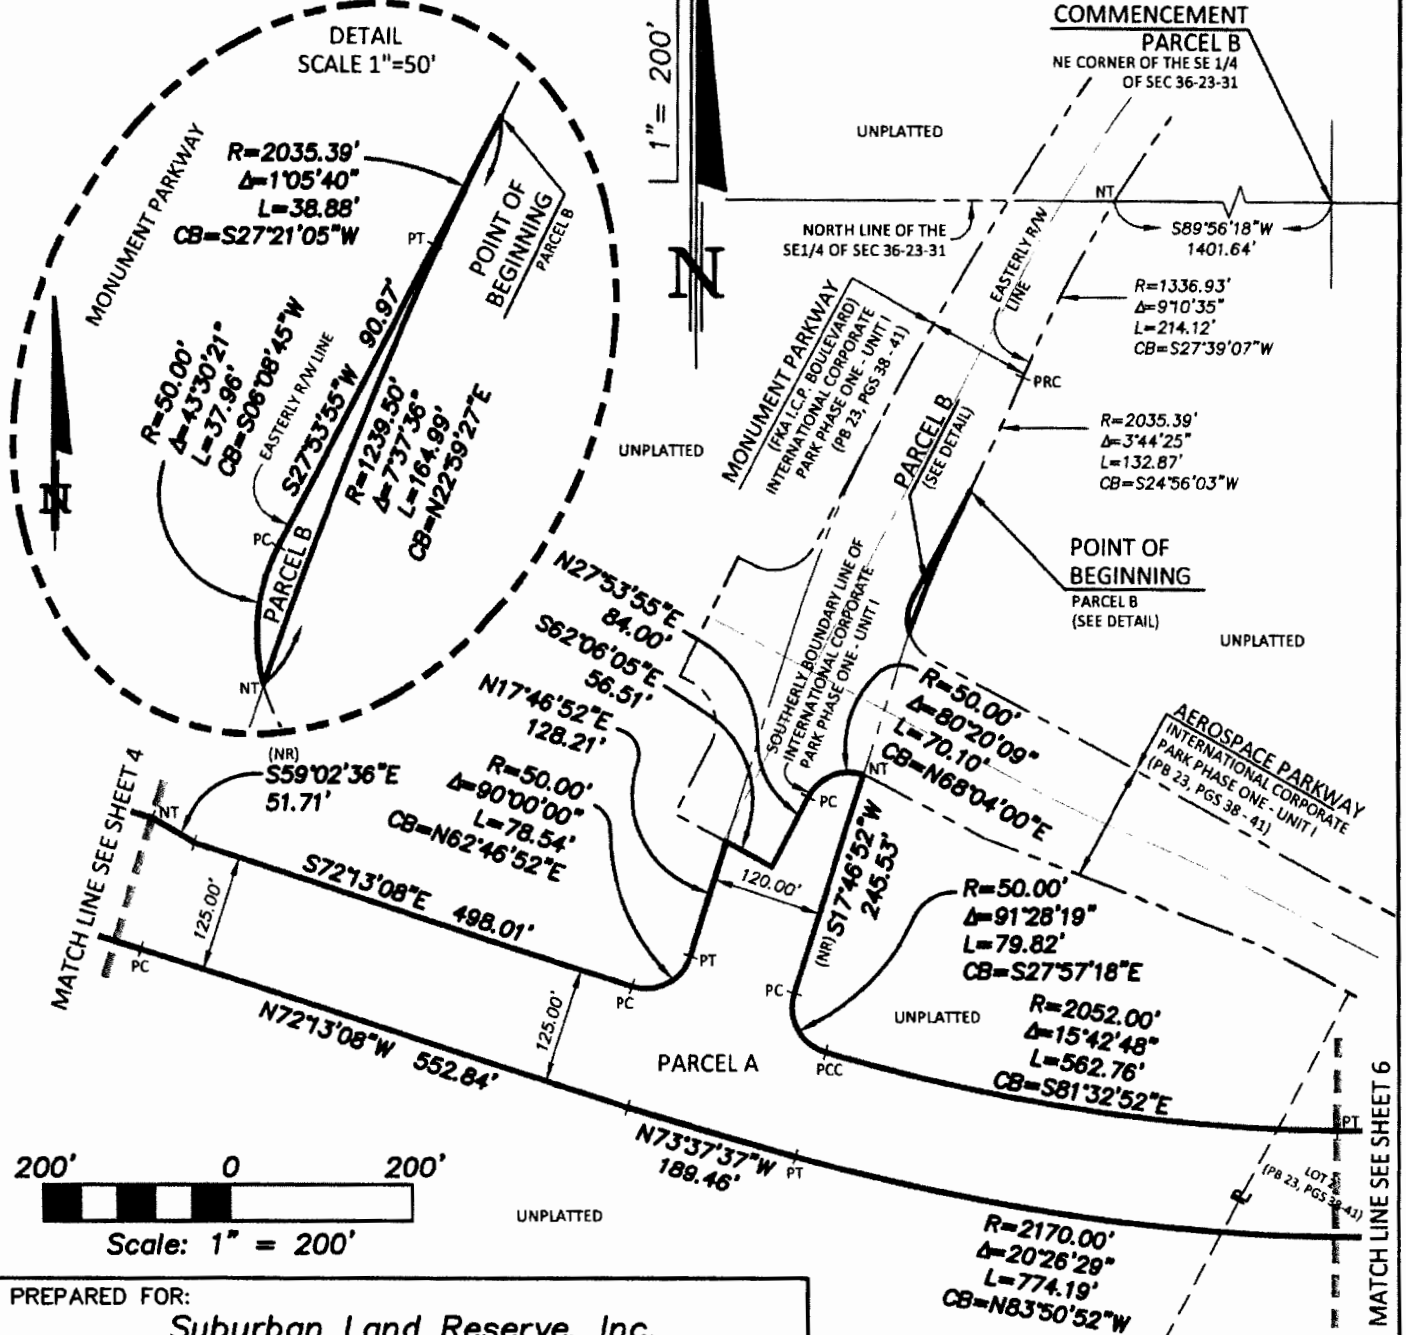 DETAIL
SCALE 1"=50'
MONUMENT PARKWAY
R=2035.39'
Δ=1°05'40"
L=38.88'
CB=S27°21'05"W
PT
POINT OF
BEGINNING
PARCEL B
S27°53'55"W 90.97'
EASTERLY R/W LINE
R=50.00'
Δ=43°30'21"
L=37.96'
CB=S06°08'45"W
R=1239.50'
Δ=7°37'36"
L=164.99'
CB=N22°59'27"E
PC
PARCEL B
NT
N
1"= 200'
N
COMMENCEMENT
PARCEL B
NE CORNER OF THE SE 1/4
OF SEC 36-23-31
UNPLATTED
NT
NORTH LINE OF THE
SE1/4 OF SEC 36-23-31
EASTERLY R/W
LINE
S89°56'18"W
1401.64'
R=1336.93'
Δ=9°10'35"
L=214.12'
CB=S27°39'07"W
PRC
MONUMENT PARKWAY
(FKA I.C.P. BOULEVARD)
INTERNATIONAL CORPORATE
PARK PHASE ONE - UNIT I
(PB 23, PGS 38 - 41)
UNPLATTED
PARCEL B
(SEE DETAIL)
R=2035.39'
Δ=3°44'25"
L=132.87'
CB=S24°56'03"W
POINT OF
BEGINNING
PARCEL B
(SEE DETAIL)
UNPLATTED
N27°53'55"E
84.00'
S62°06'05"E
56.51'
N17°46'52"E
128.21'
R=50.00'
Δ=90°00'00"
L=78.54'
CB=N62°46'52"E
SOUTHERLY BOUNDARY LINE OF
INTERNATIONAL CORPORATE
PARK PHASE ONE - UNIT I
R=50.00'
Δ=80°20'09"
L=70.10'
CB=N68°04'00"E
AEROSPACE PARKWAY
INTERNATIONAL CORPORATE
PARK PHASE ONE - UNIT I
(PB 23, PGS 38 - 41)
MATCH LINE SEE SHEET 4
(NR)
S59°02'36"E
51.71'
NT
125.00'
S72°13'08"E 498.01'
PC
N72°13'08"W 552.84'
PC
PT
125.00'
120.00'
PC
NT
(NR) S17°46'52"W
245.53'
PC
R=50.00'
Δ=91°28'19"
L=79.82'
CB=S27°57'18"E
UNPLATTED
PCC
R=2052.00'
Δ=15°42'48"
L=562.76'
CB=S81°32'52"E
PARCEL A
N73°37'37"W
189.46'
PT
PT
LOT 2
(PB 23, PGS 38-41)
MATCH LINE SEE SHEET 6
R=2170.00'
Δ=20°26'29"
L=774.19'
CB=N83°50'52"W
UNPLATTED
200' 0 200'
Scale: 1" = 200'
PREPARED FOR:
Suburban Land Reserve, Inc.